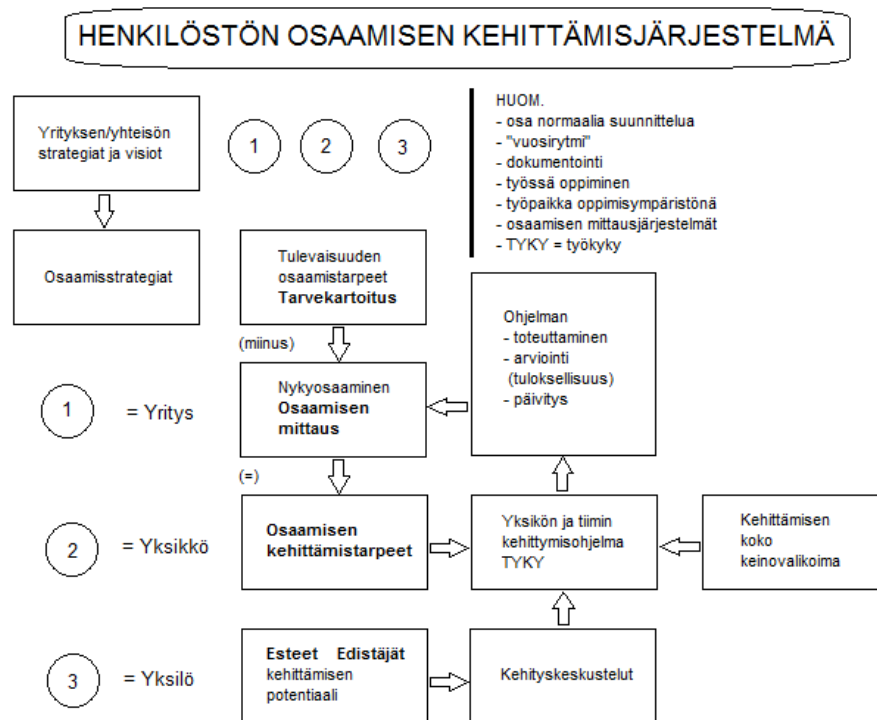 HENKILÖSTÖN OSAAMISEN KEHITTÄMISJÄRJESTELMÄ
Yrityksen/yhteisön
strategiat ja visiot
1
2
3
HUOM.
- osa normaalia suunnittelua
- "vuosirytmi"
- dokumentointi
- työssä oppiminen
- työpaikka oppimisympäristönä
- osaamisen mittausjärjestelmät
- TYKY = työkyky
Osaamisstrategiat
Tulevaisuuden
osaamistarpeet
Tarvekartoitus
(miinus)
Ohjelman
- toteuttaminen
- arviointi
(tuloksellisuus)
- päivitys
1
= Yritys
Nykyosaaminen
Osaamisen
mittaus
(=)
2
= Yksikkö
Osaamisen
kehittämistarpeet
Yksikön ja tiimin
kehittymisohjelma
TYKY
Kehittämisen
koko
keinovalikoima
3
= Yksilö
Esteet Edistäjät
kehittämisen
potentiaali
Kehityskeskustelut